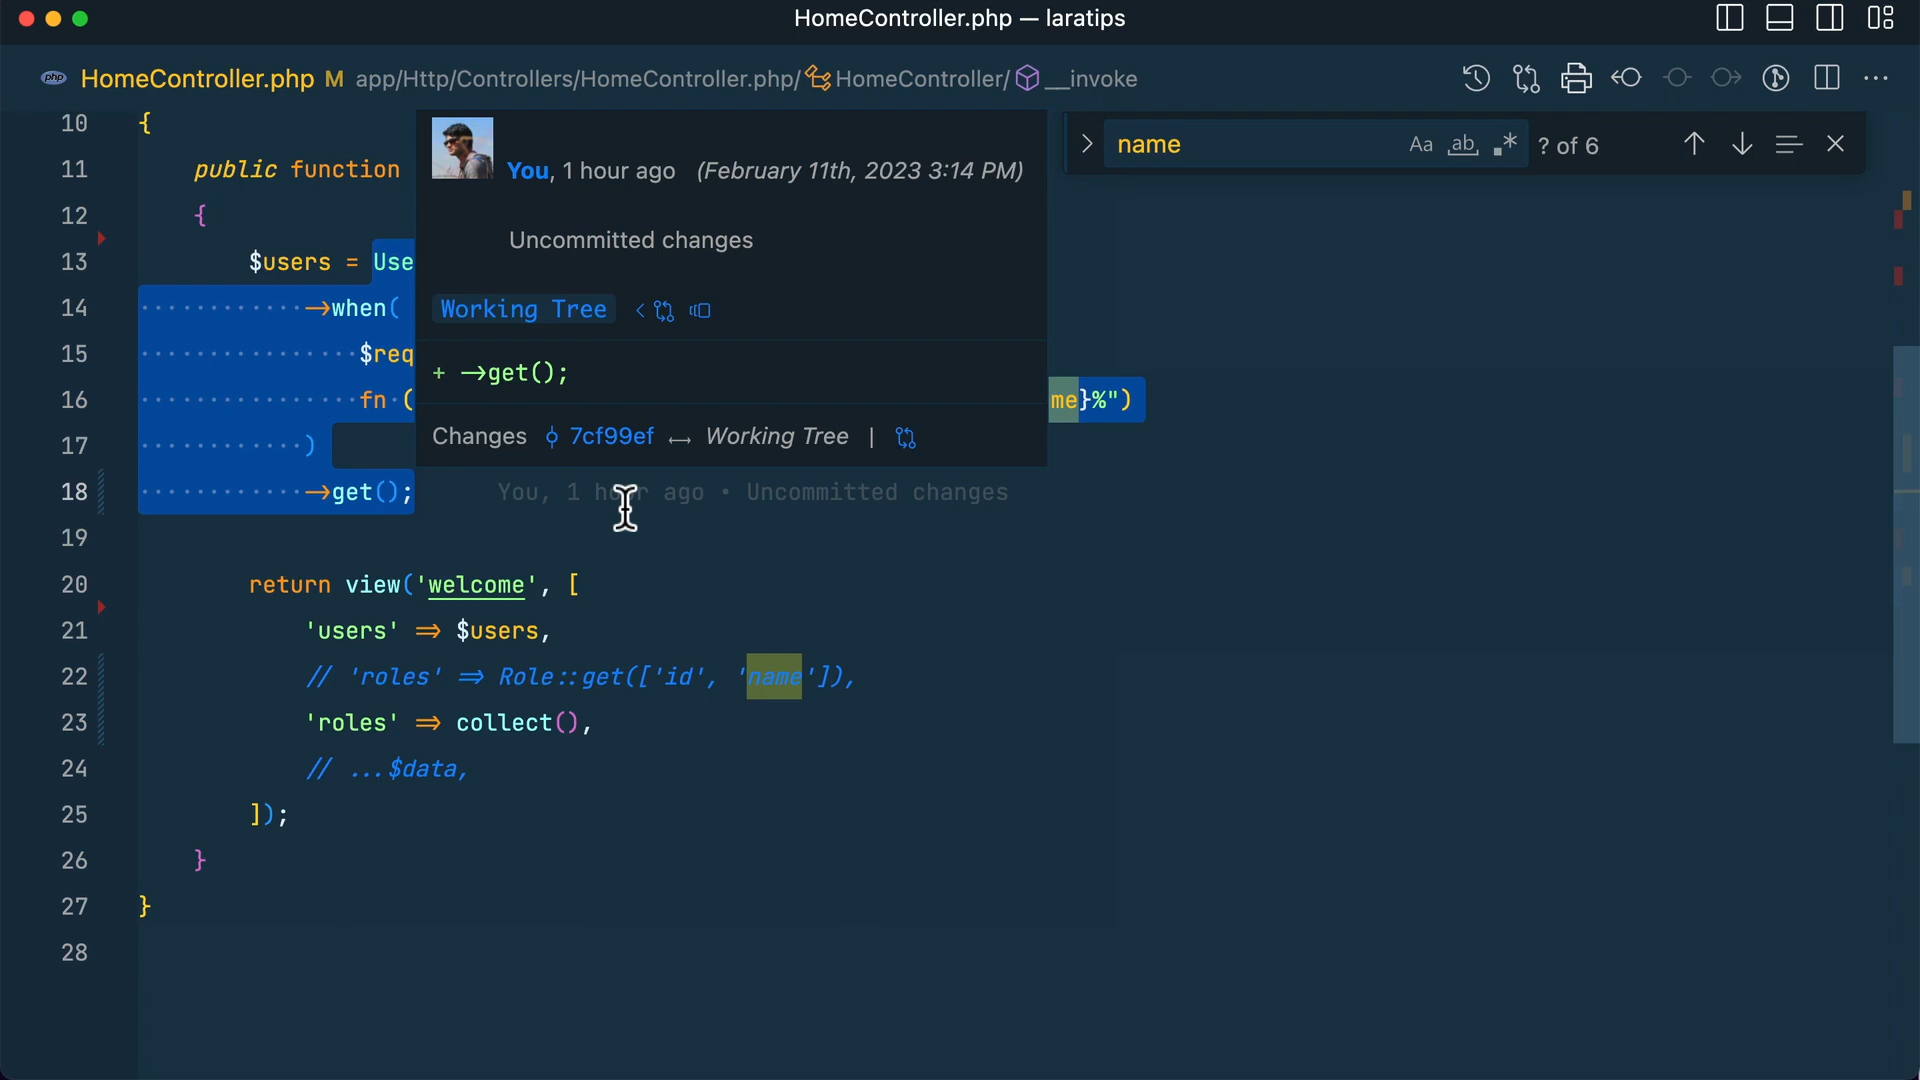 HomeController.php — laratips
php HomeController.php M app/Http/Controllers/HomeController.php/ HomeController/ __invoke
name Aa ab .* ? of 6
10 {
11 public function
12 {
13 $users = Use
14 ->when(
15 $req
16 fn ( me}%")
17 )
18 ->get(); You, 1 hour ago • Uncommitted changes
You, 1 hour ago (February 11th, 2023 3:14 PM)
Uncommitted changes
Working Tree
+ ->get();
Changes 7cf99ef Working Tree |
19
20 return view('welcome', [
21 'users' => $users,
22 // 'roles' => Role::get(['id', 'name']),
23 'roles' => collect(),
24 // ...$data,
25 ]);
26 }
27 }
28